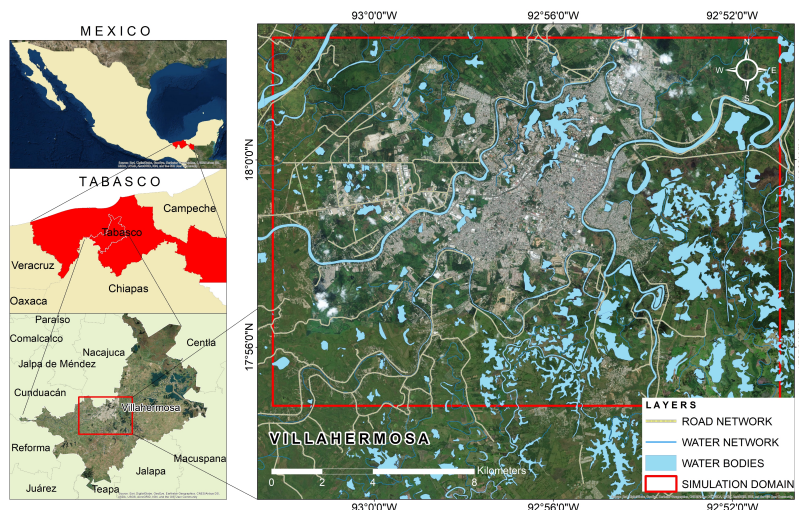 MEXICO
TABASCO
Campeche
Tabasco
Veracruz
Chiapas
Oaxaca
Paraíso
Comalcalco
Centla
Nacajuca
Jalpa de Méndez
Cunduacán
Villahermosa
Reforma
Macuspana
Jalapa
Juárez
Teapa
93°0'0"W 92°56'0"W 92°52'0"W
18°0'0"N
17°56'0"N
N
W E
S
VILLAHERMOSA
0 2 4 8
Kilometers
LAYERS
ROAD NETWORK
WATER NETWORK
WATER BODIES
SIMULATION DOMAIN
93°0'0"W 92°56'0"W 92°52'0"W